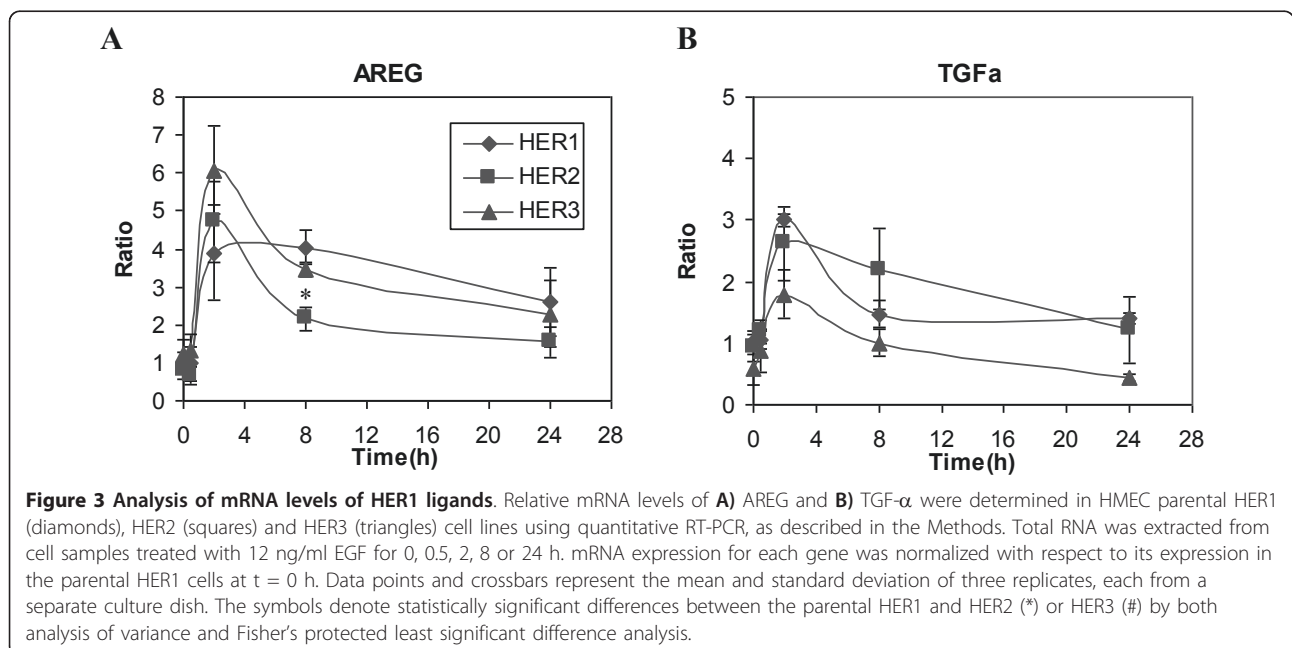 A
B
AREG
TGFa
8
7
6
5
4
3
2
1
0
Ratio
HER1
HER2
HER3
*
0 4 8 12 16 20 24 28
Time(h)
5
4
3
2
1
0
Ratio
0 4 8 12 16 20 24 28
Time(h)
Figure 3 Analysis of mRNA levels of HER1 ligands. Relative mRNA levels of A) AREG and B) TGF-α were determined in HMEC parental HER1
(diamonds), HER2 (squares) and HER3 (triangles) cell lines using quantitative RT-PCR, as described in the Methods. Total RNA was extracted from
cell samples treated with 12 ng/ml EGF for 0, 0.5, 2, 8 or 24 h. mRNA expression for each gene was normalized with respect to its expression in
the parental HER1 cells at t = 0 h. Data points and crossbars represent the mean and standard deviation of three replicates, each from a
separate culture dish. The symbols denote statistically significant differences between the parental HER1 and HER2 (*) or HER3 (#) by both
analysis of variance and Fisher's protected least significant difference analysis.